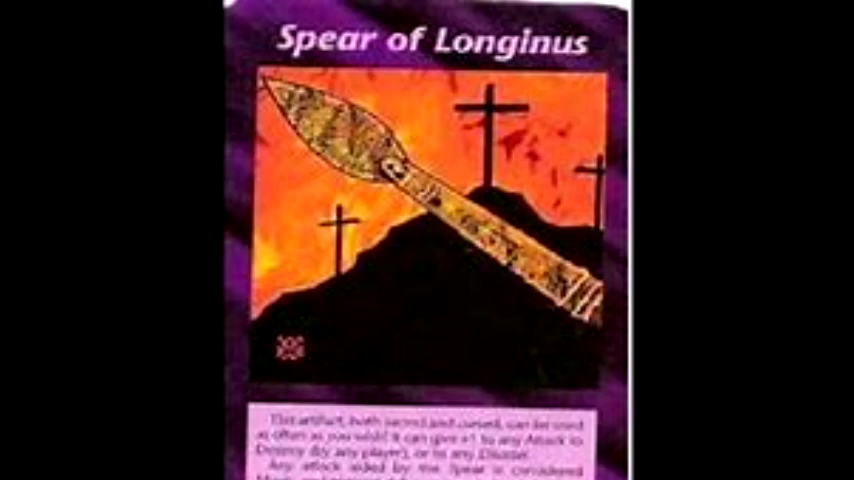 Spear of Longinus
This artifact, both sacred and cursed, can be used
as often as you wish! It can give +1 to any Attack to
Destroy (by any player), or to any Disaster.
Any attack aided by the Spear is considered